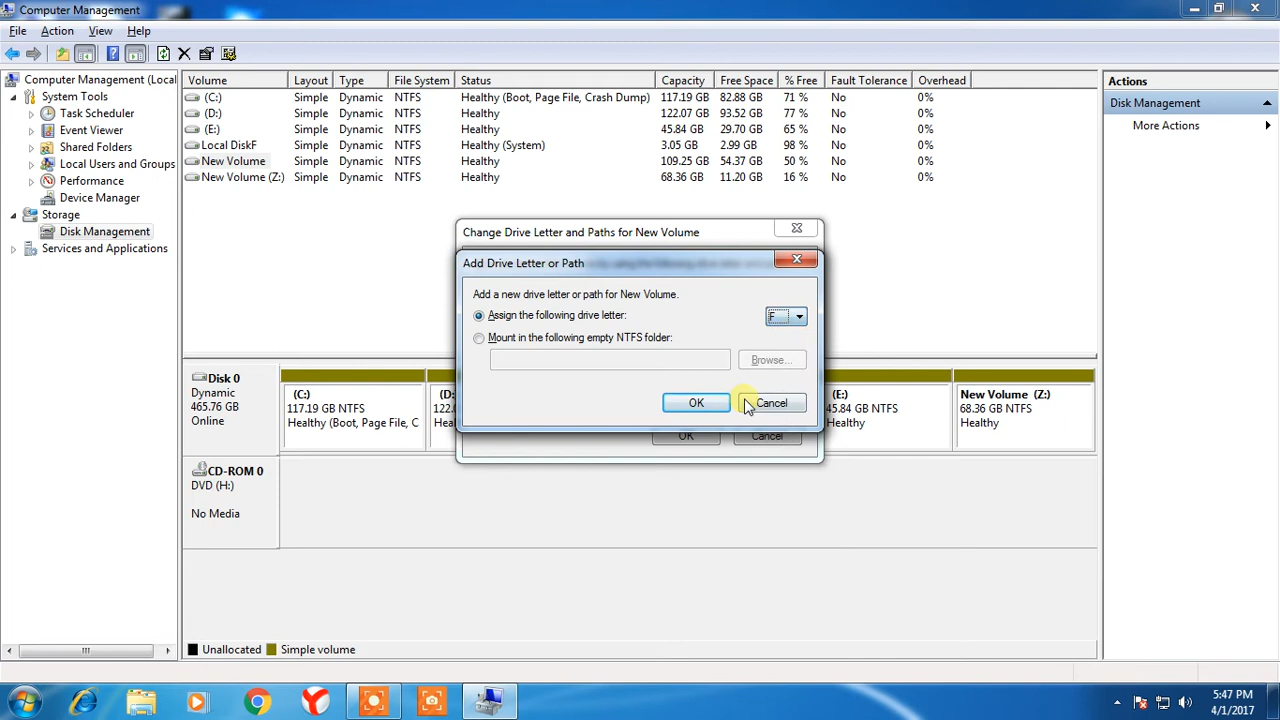 Computer Management
File Action View Help
Computer Management (Local
System Tools
Task Scheduler
Event Viewer
Shared Folders
Local Users and Groups
Performance
Device Manager
Storage
Disk Management
Services and Applications
Volume Layout Type File System Status Capacity Free Space % Free Fault Tolerance Overhead
(C:) Simple Dynamic NTFS Healthy (Boot, Page File, Crash Dump) 117.19 GB 82.88 GB 71 % No 0%
(D:) Simple Dynamic NTFS Healthy 122.07 GB 93.52 GB 77 % No 0%
(E:) Simple Dynamic NTFS Healthy 45.84 GB 29.70 GB 65 % No 0%
Local DiskF Simple Dynamic NTFS Healthy (System) 3.05 GB 2.99 GB 98 % No 0%
New Volume Simple Dynamic NTFS Healthy 109.25 GB 54.37 GB 50 % No 0%
New Volume (Z:) Simple Dynamic NTFS Healthy 68.36 GB 11.20 GB 16 % No 0%
Actions
Disk Management
More Actions
Change Drive Letter and Paths for New Volume
Add Drive Letter or Path
Add a new drive letter or path for New Volume.
Assign the following drive letter: F
Mount in the following empty NTFS folder:
Browse...
OK Cancel
OK Cancel
Disk 0
Dynamic
465.76 GB
Online
(C:)
117.19 GB NTFS
Healthy (Boot, Page File, C
(D:
122.0
Healt
(E:)
45.84 GB NTFS
Healthy
New Volume (Z:)
68.36 GB NTFS
Healthy
CD-ROM 0
DVD (H:)
No Media
Unallocated Simple volume
5:47 PM
4/1/2017